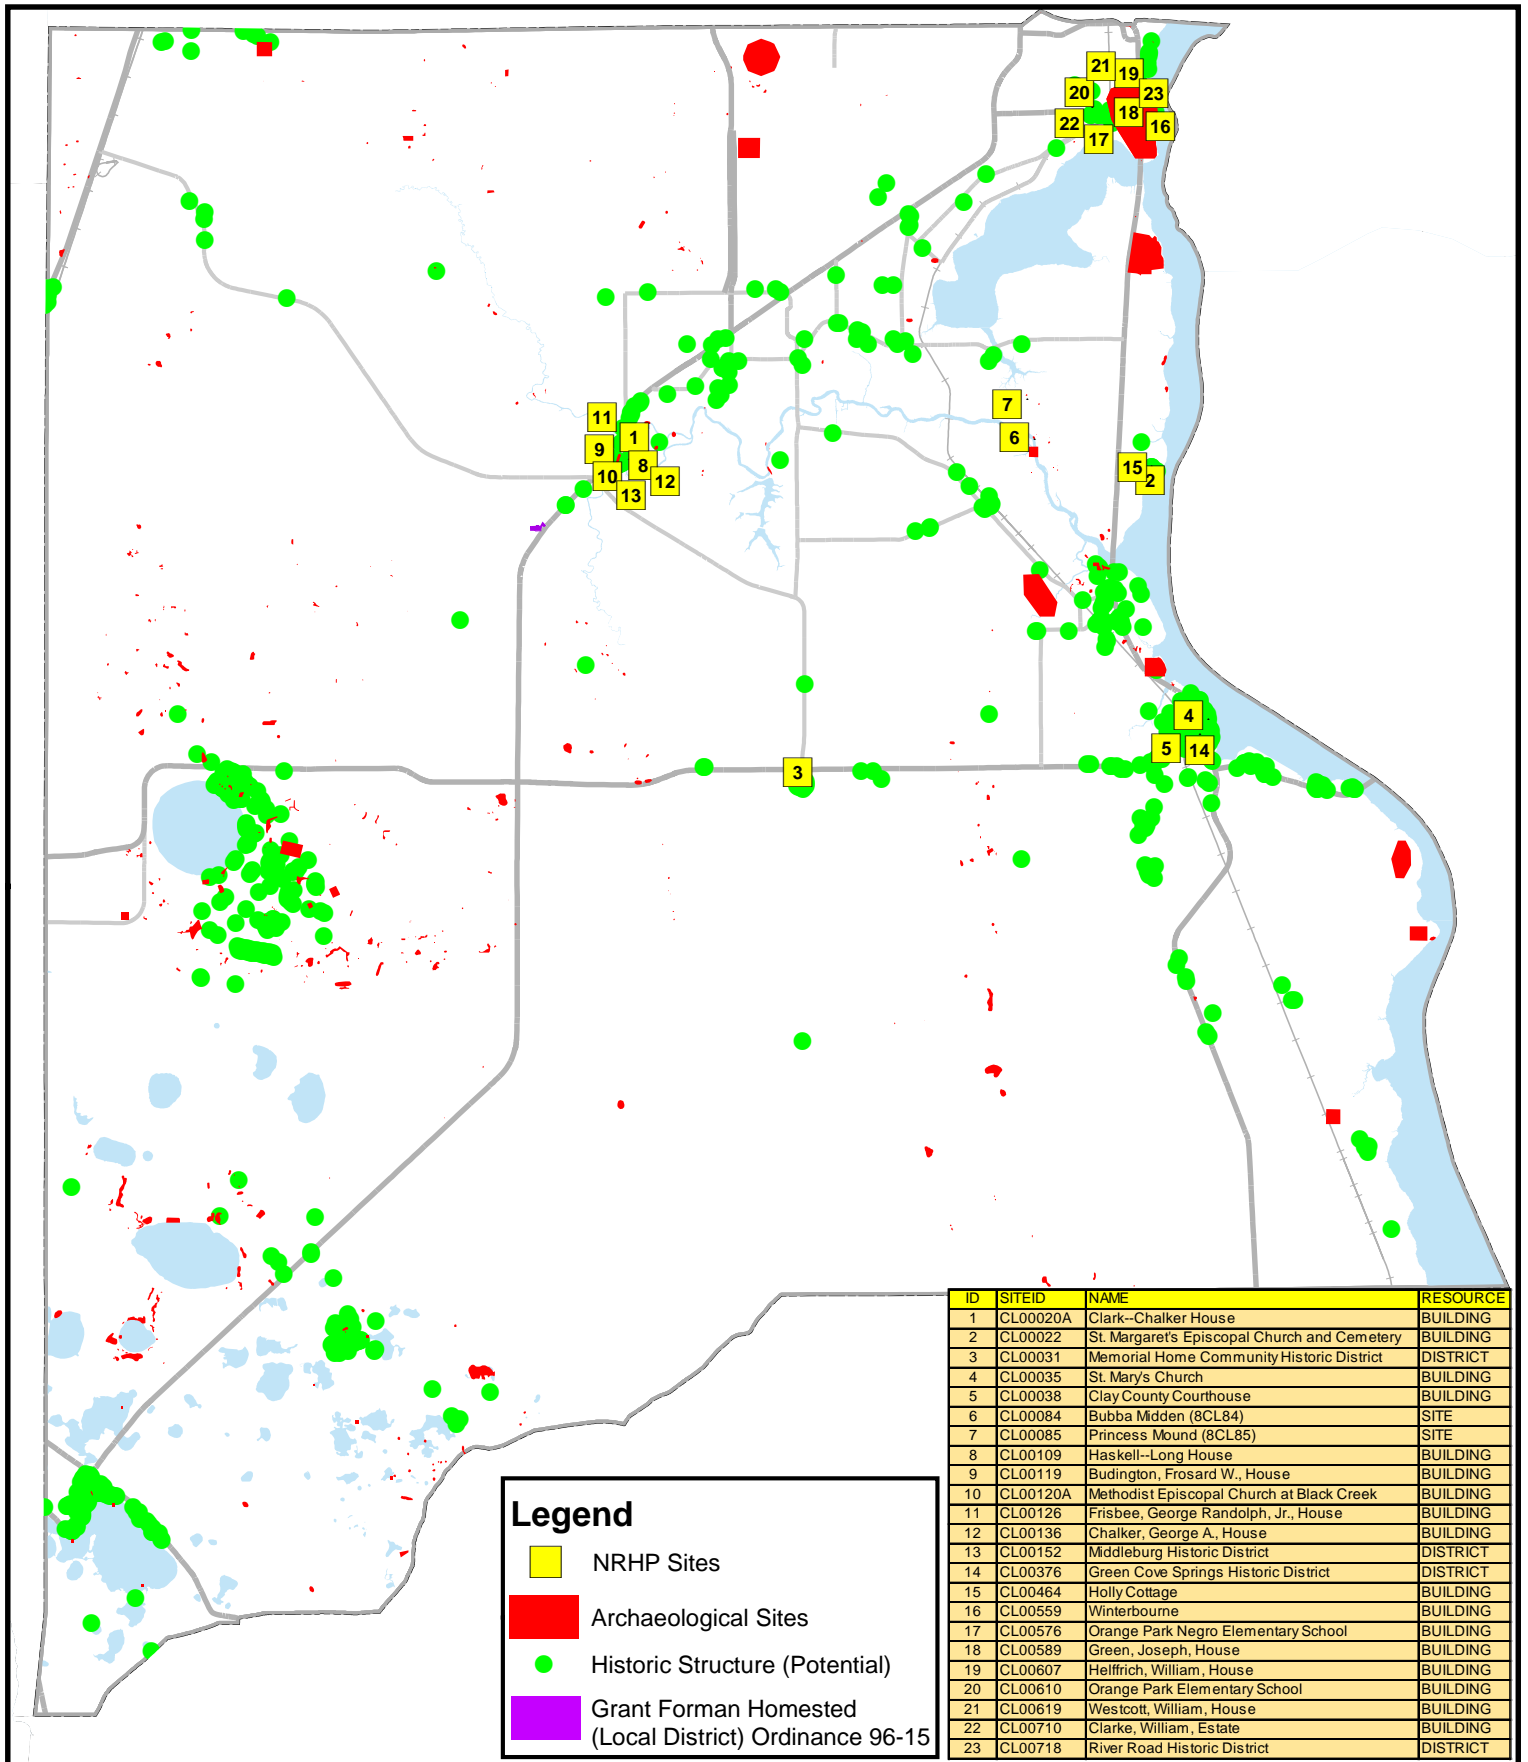 21
19
20
23
18
22
16
17
7
11
1
6
9
8
15
10
12
2
13
4
5
14
3
ID SITEID NAME RESOURCE
1 CL00020A Clark--Chalker House BUILDING
2 CL00022 St. Margaret's Episcopal Church and Cemetery BUILDING
3 CL00031 Memorial Home Community Historic District DISTRICT
4 CL00035 St. Mary's Church BUILDING
5 CL00038 Clay County Courthouse BUILDING
6 CL00084 Bubba Midden (8CL84) SITE
7 CL00085 Princess Mound (8CL85) SITE
8 CL00109 Haskell--Long House BUILDING
9 CL00119 Budington, Frosard W., House BUILDING
10 CL00120A Methodist Episcopal Church at Black Creek BUILDING
11 CL00126 Frisbee, George Randolph, Jr., House BUILDING
12 CL00136 Chalker, George A., House BUILDING
13 CL00152 Middleburg Historic District DISTRICT
14 CL00376 Green Cove Springs Historic District DISTRICT
15 CL00464 Holly Cottage BUILDING
16 CL00559 Winterbourne BUILDING
17 CL00576 Orange Park Negro Elementary School BUILDING
18 CL00589 Green, Joseph, House BUILDING
19 CL00607 Helffrich, William, House BUILDING
20 CL00610 Orange Park Elementary School BUILDING
21 CL00619 Westcott, William, House BUILDING
22 CL00710 Clarke, William, Estate BUILDING
23 CL00718 River Road Historic District DISTRICT
Legend
NRHP Sites
Archaeological Sites
Historic Structure (Potential)
Grant Forman Homested
(Local District) Ordinance 96-15